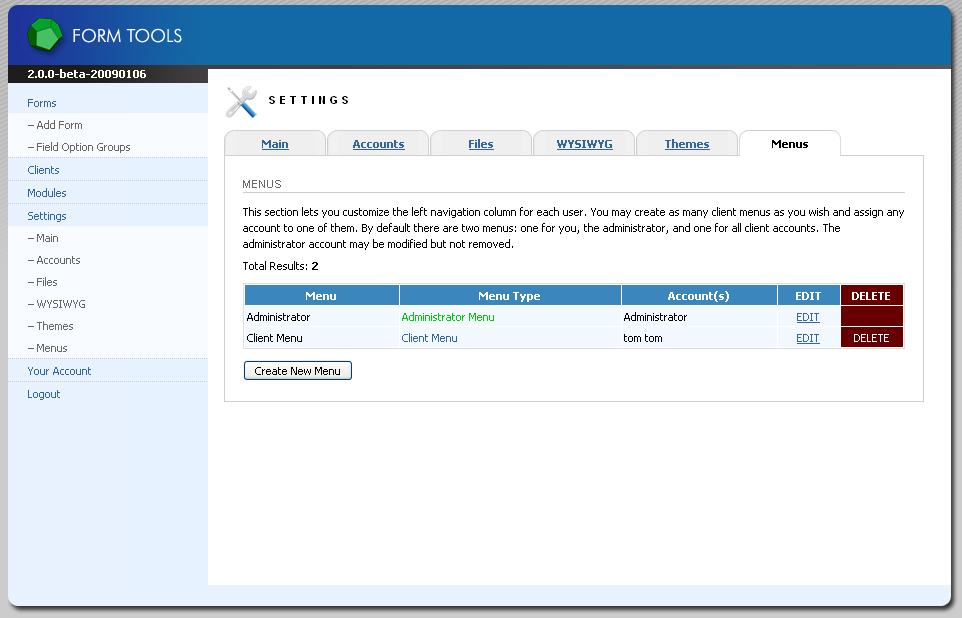 FORM TOOLS
2.0.0-beta-20090106
Forms
– Add Form
– Field Option Groups
Clients
Modules
Settings
– Main
– Accounts
– Files
– WYSIWYG
– Themes
– Menus
Your Account
Logout
SETTINGS
Main Accounts Files WYSIWYG Themes Menus
MENUS
This section lets you customize the left navigation column for each user. You may create as many client menus as you wish and assign any
account to one of them. By default there are two menus: one for you, the administrator, and one for all client accounts. The
administrator account may be modified but not removed.
Total Results: 2
Menu Menu Type Account(s) EDIT DELETE
Administrator Administrator Menu Administrator EDIT
Client Menu Client Menu tom tom EDIT DELETE
Create New Menu